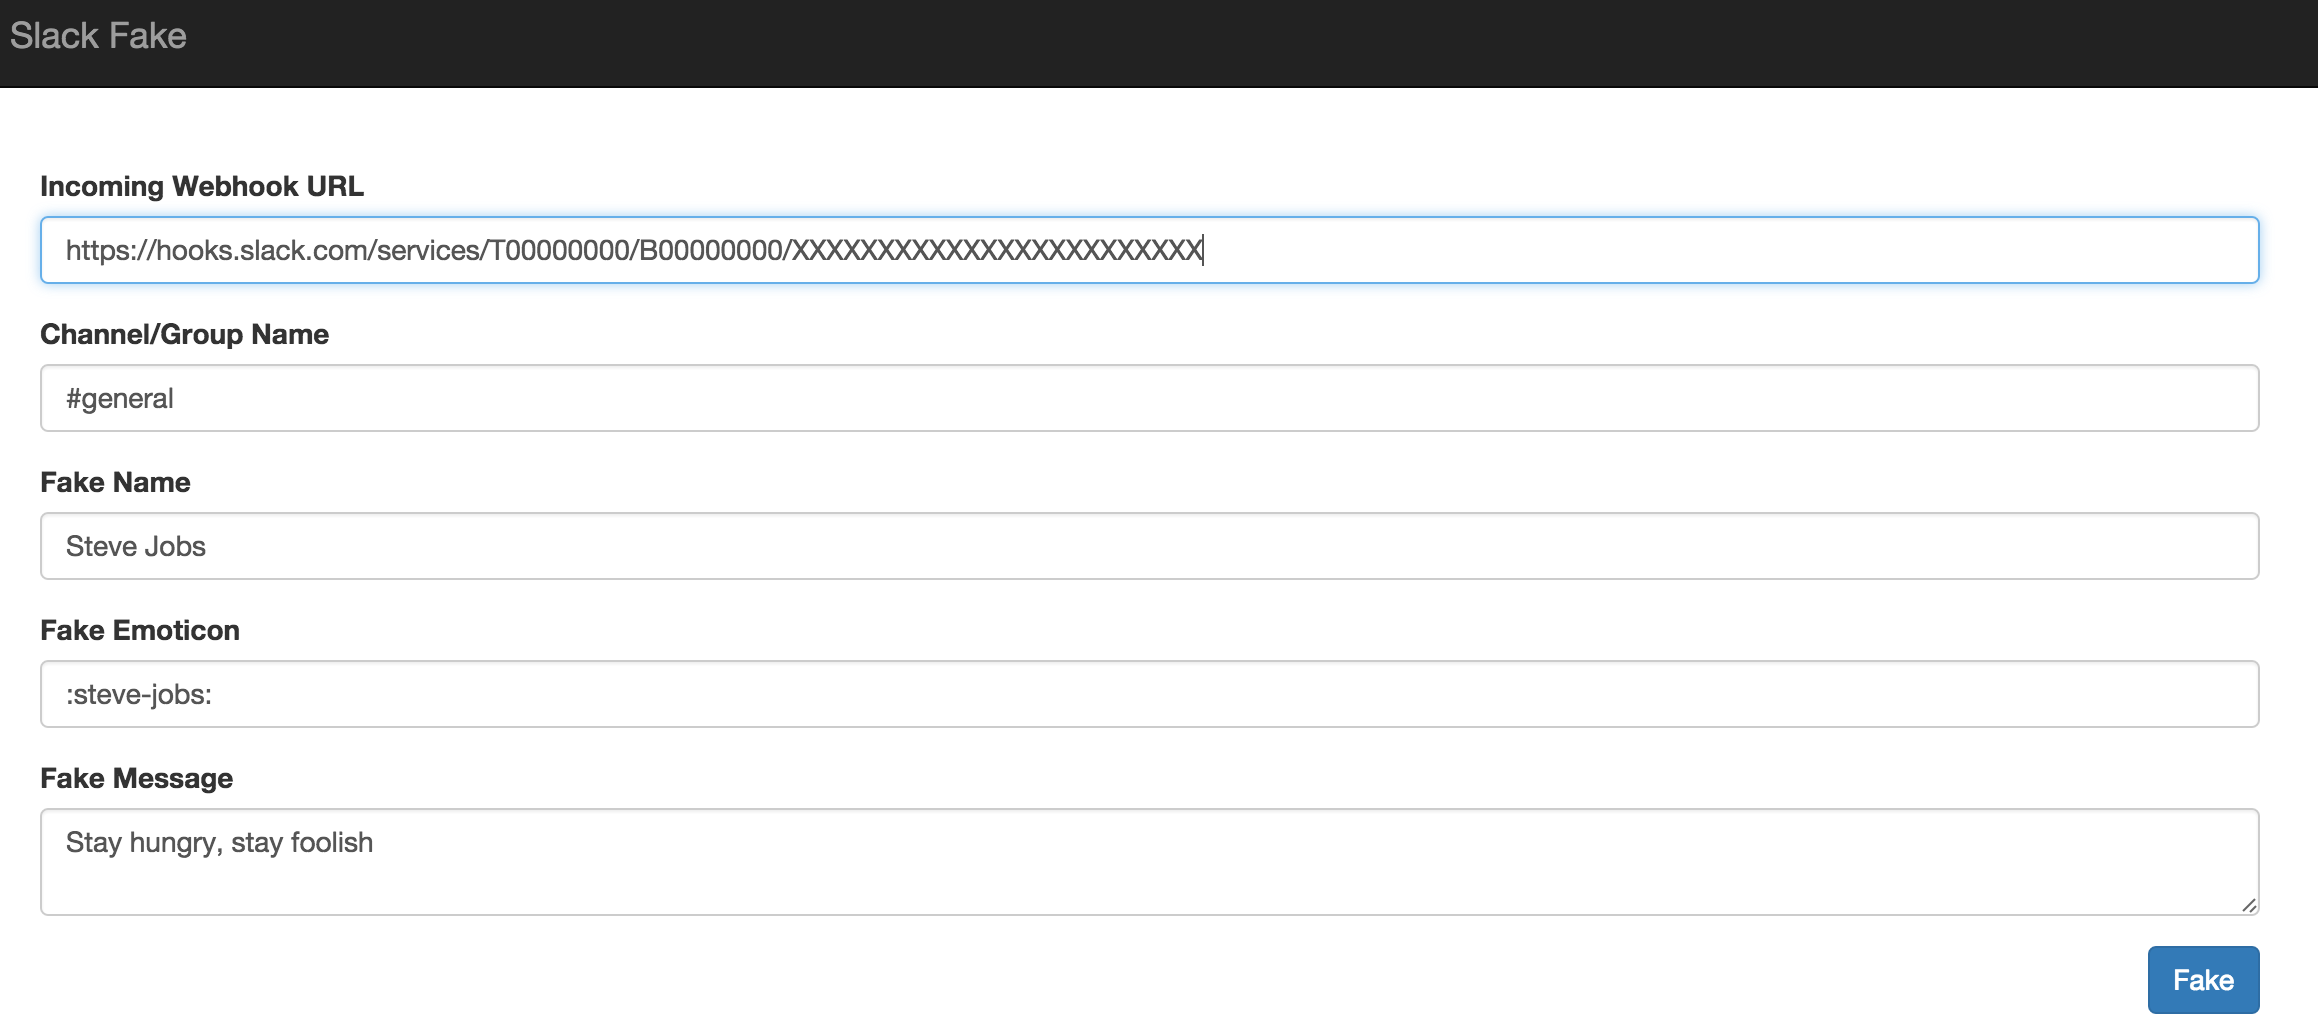 Slack Fake
Incoming Webhook URL
https://hooks.slack.com/services/T00000000/B00000000/XXXXXXXXXXXXXXXXXXXXXXXX
Channel/Group Name
#general
Fake Name
Steve Jobs
Fake Emoticon
:steve-jobs:
Fake Message
Stay hungry, stay foolish
Fake